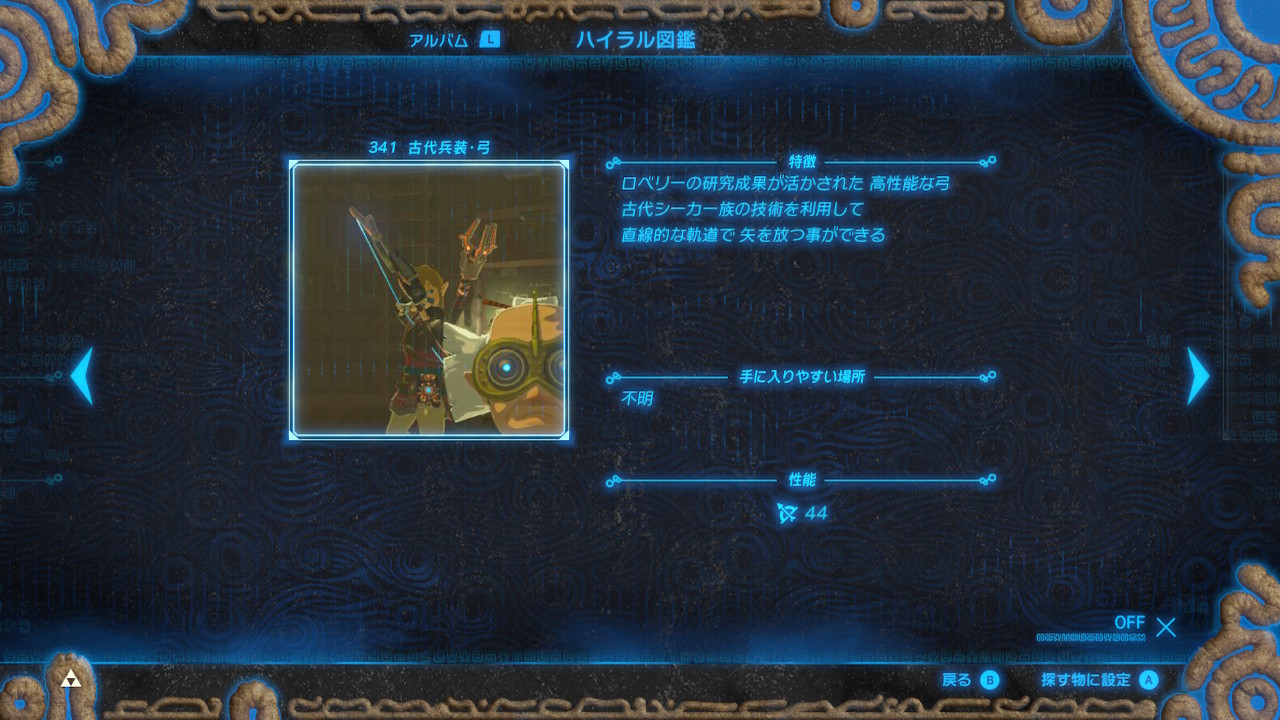 アルバム L
ハイラル図鑑
341 古代兵装・弓
特徴
ロベリーの研究成果が活かされた 高性能な弓
古代シーカー族の技術を利用して
直線的な軌道で 矢を放つ事ができる
手に入りやすい場所
不明
性能
44
OFF
戻る B
探す物に設定 A